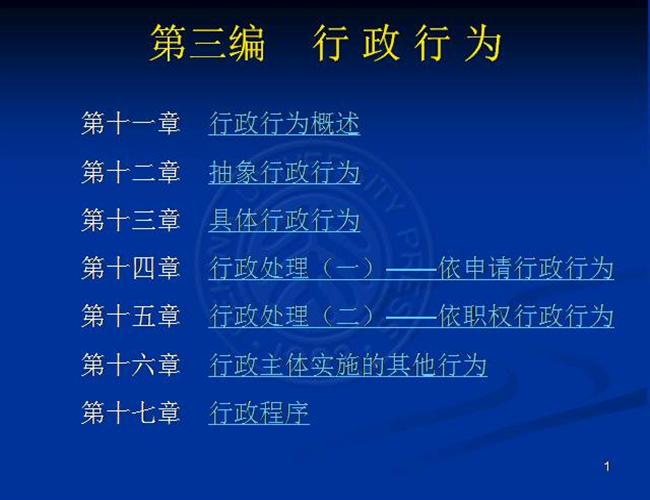 第三编 行政行为
第十一章 行政行为概述
第十二章 抽象行政行为
第十三章 具体行政行为
第十四章 行政处理（一）——依申请行政行为
第十五章 行政处理（二）——依职权行政行为
第十六章 行政主体实施的其他行为
第十七章 行政程序
1